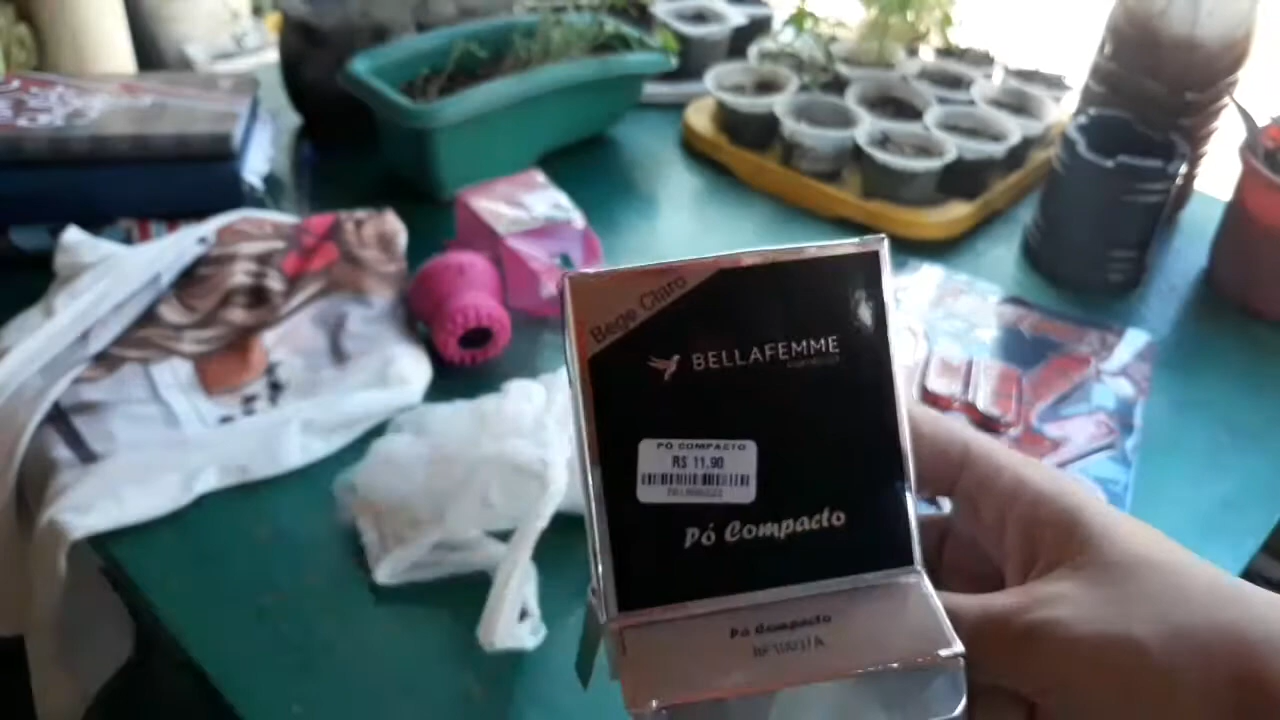 Bege Claro
BELLAFEMME
PÓ COMPACTO
R$ 11.90
Pó Compacto
Pó Compacto